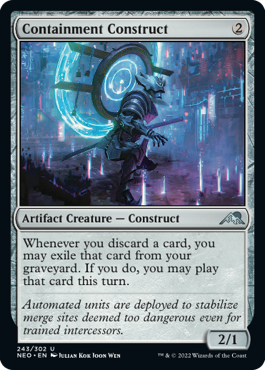 Containment Construct 2
Artifact Creature — Construct
Whenever you discard a card, you
may exile that card from your
graveyard. If you do, you may play
that card this turn.
Automated units are deployed to stabilize
merge sites deemed too dangerous even for
trained intercessors.
2/1
243/302 U
NEO • EN Julian Kok Joon Wen ™ & © 2022 Wizards of the Coast